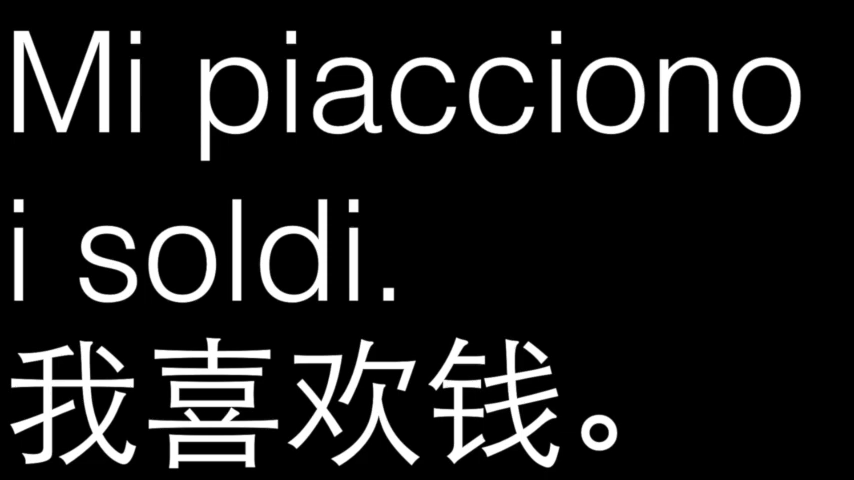 Mi piacciono
i soldi.
我喜欢钱。